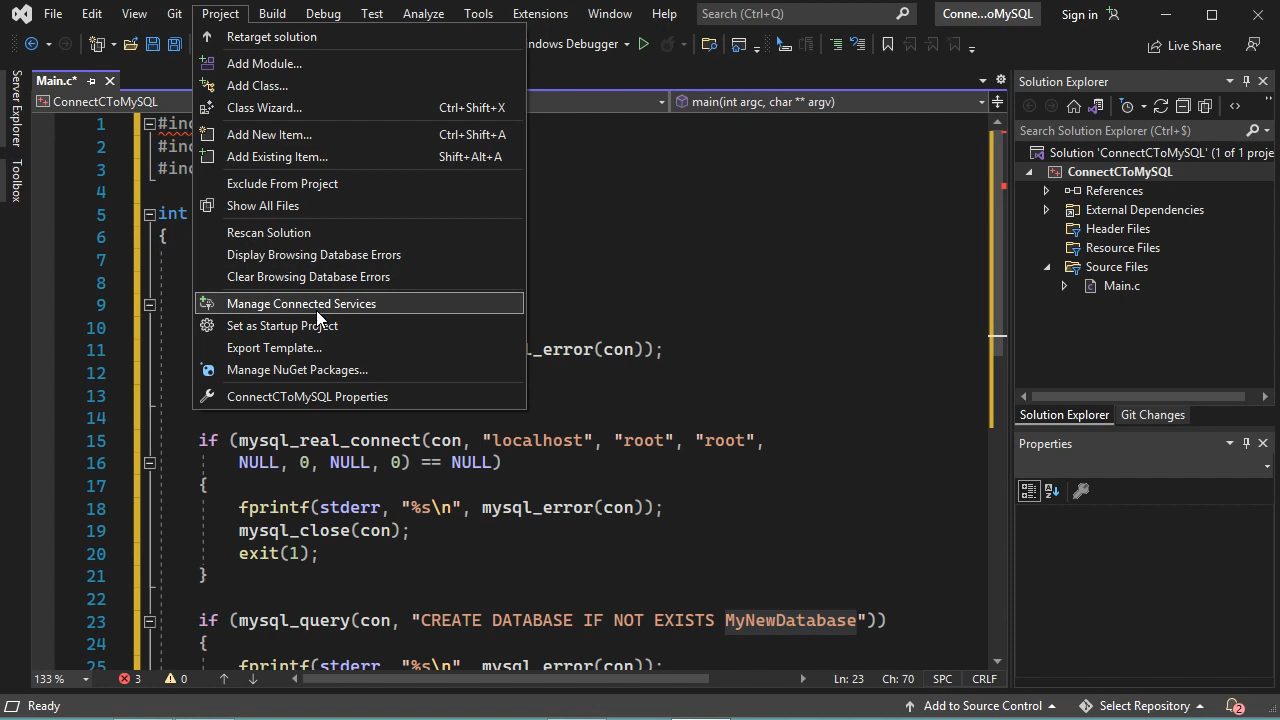 File Edit View Git Project Build Debug Test Analyze Tools Extensions Window Help Search (Ctrl+Q) Conne...oMySQL Sign in
ndows Debugger Live Share
Server Explorer
Toolbox
Main.c*
ConnectCToMySQL
main(int argc, char ** argv)
Retarget solution
Add Module...
Add Class...
Class Wizard... Ctrl+Shift+X
Add New Item... Ctrl+Shift+A
Add Existing Item... Shift+Alt+A
Exclude From Project
Show All Files
Rescan Solution
Display Browsing Database Errors
Clear Browsing Database Errors
Manage Connected Services
Set as Startup Project
Export Template...
Manage NuGet Packages...
ConnectCToMySQL Properties
1 #inc
2 #inc
3 #inc
4
5 int
6 {
7
8
9
10
11 l_error(con));
12
13
14
15 if (mysql_real_connect(con, "localhost", "root", "root",
16 NULL, 0, NULL, 0) == NULL)
17 {
18 fprintf(stderr, "%s\n", mysql_error(con));
19 mysql_close(con);
20 exit(1);
21 }
22
23 if (mysql_query(con, "CREATE DATABASE IF NOT EXISTS MyNewDatabase"))
24 {
25 fprintf(stderr, "%s\n", mysql_error(con));
133 % 3 0 Ln: 23 Ch: 70 SPC CRLF
Solution Explorer
Search Solution Explorer (Ctrl+$)
Solution 'ConnectCToMySQL' (1 of 1 proje
ConnectCToMySQL
References
External Dependencies
Header Files
Resource Files
Source Files
Main.c
Solution Explorer Git Changes
Properties
Ready Add to Source Control Select Repository 2